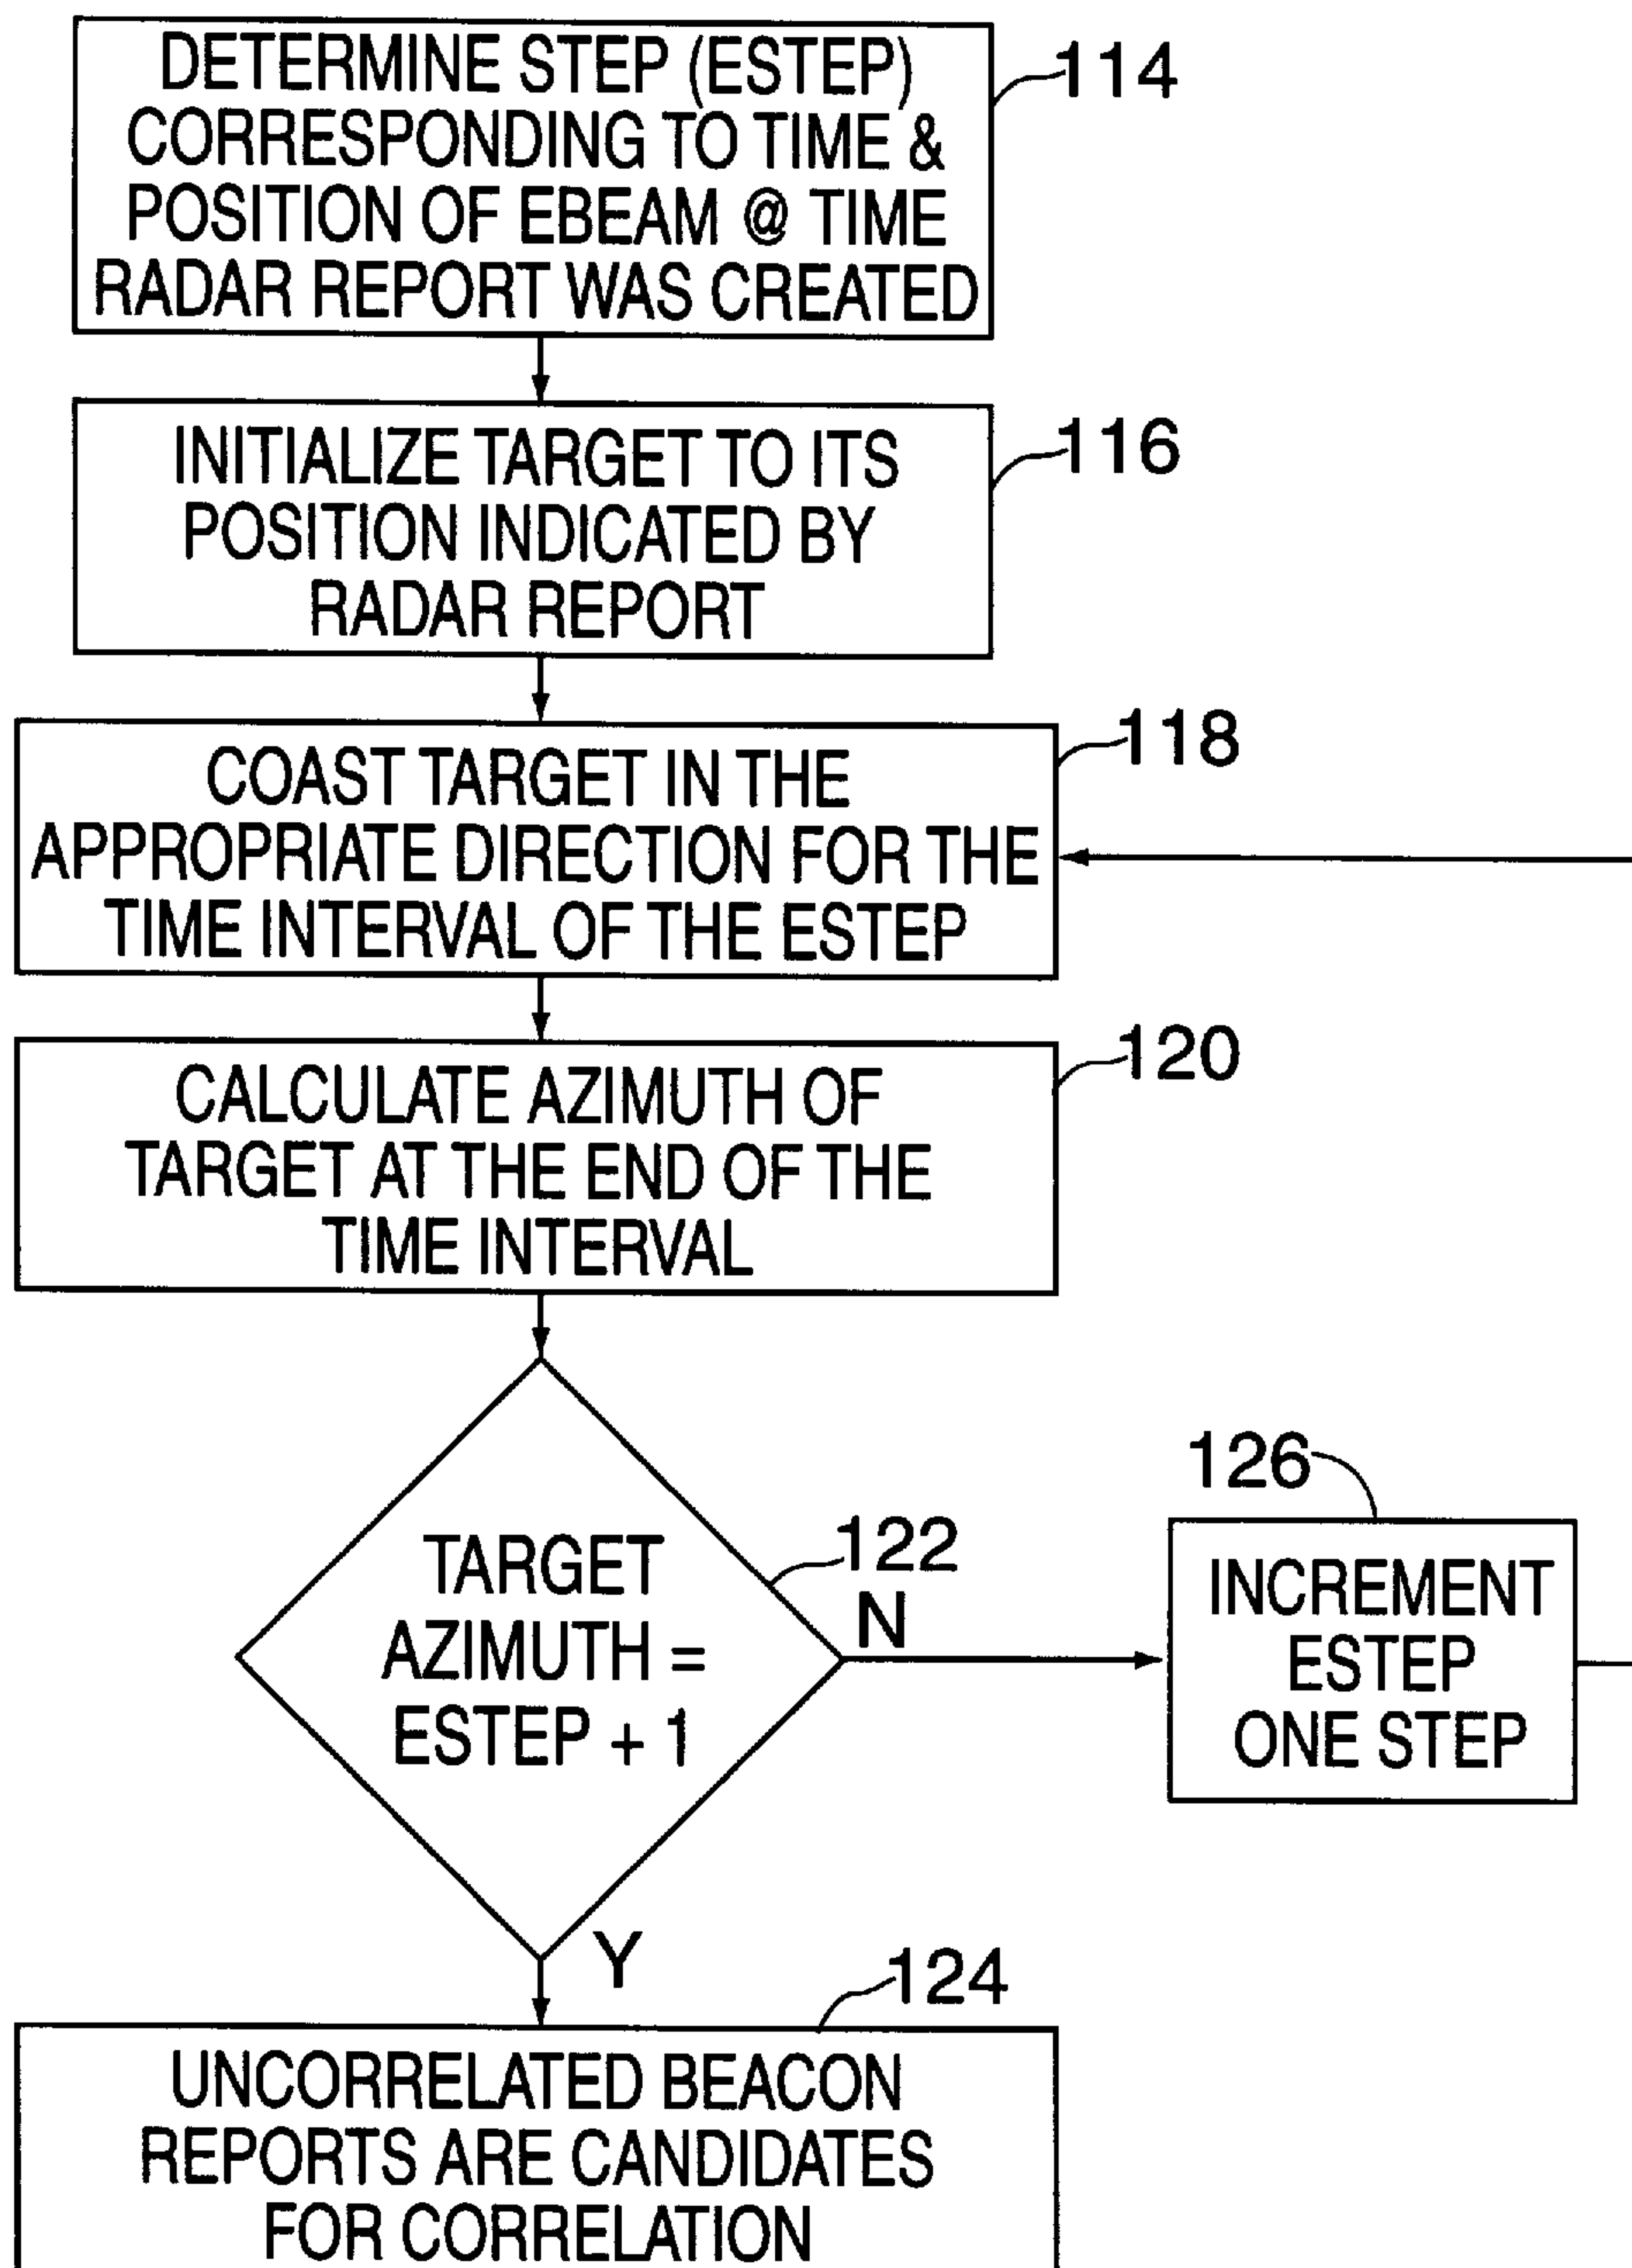 DETERMINE STEP (ESTEP)
CORRESPONDING TO TIME &
POSITION OF EBEAM @ TIME
RADAR REPORT WAS CREATED
114
INITIALIZE TARGET TO ITS
POSITION INDICATED BY
RADAR REPORT
116
COAST TARGET IN THE
APPROPRIATE DIRECTION FOR THE
TIME INTERVAL OF THE ESTEP
118
CALCULATE AZIMUTH OF
TARGET AT THE END OF THE
TIME INTERVAL
120
TARGET
AZIMUTH =
ESTEP + 1
122
N
126
INCREMENT
ESTEP
ONE STEP
Y
124
UNCORRELATED BEACON
REPORTS ARE CANDIDATES
FOR CORRELATION